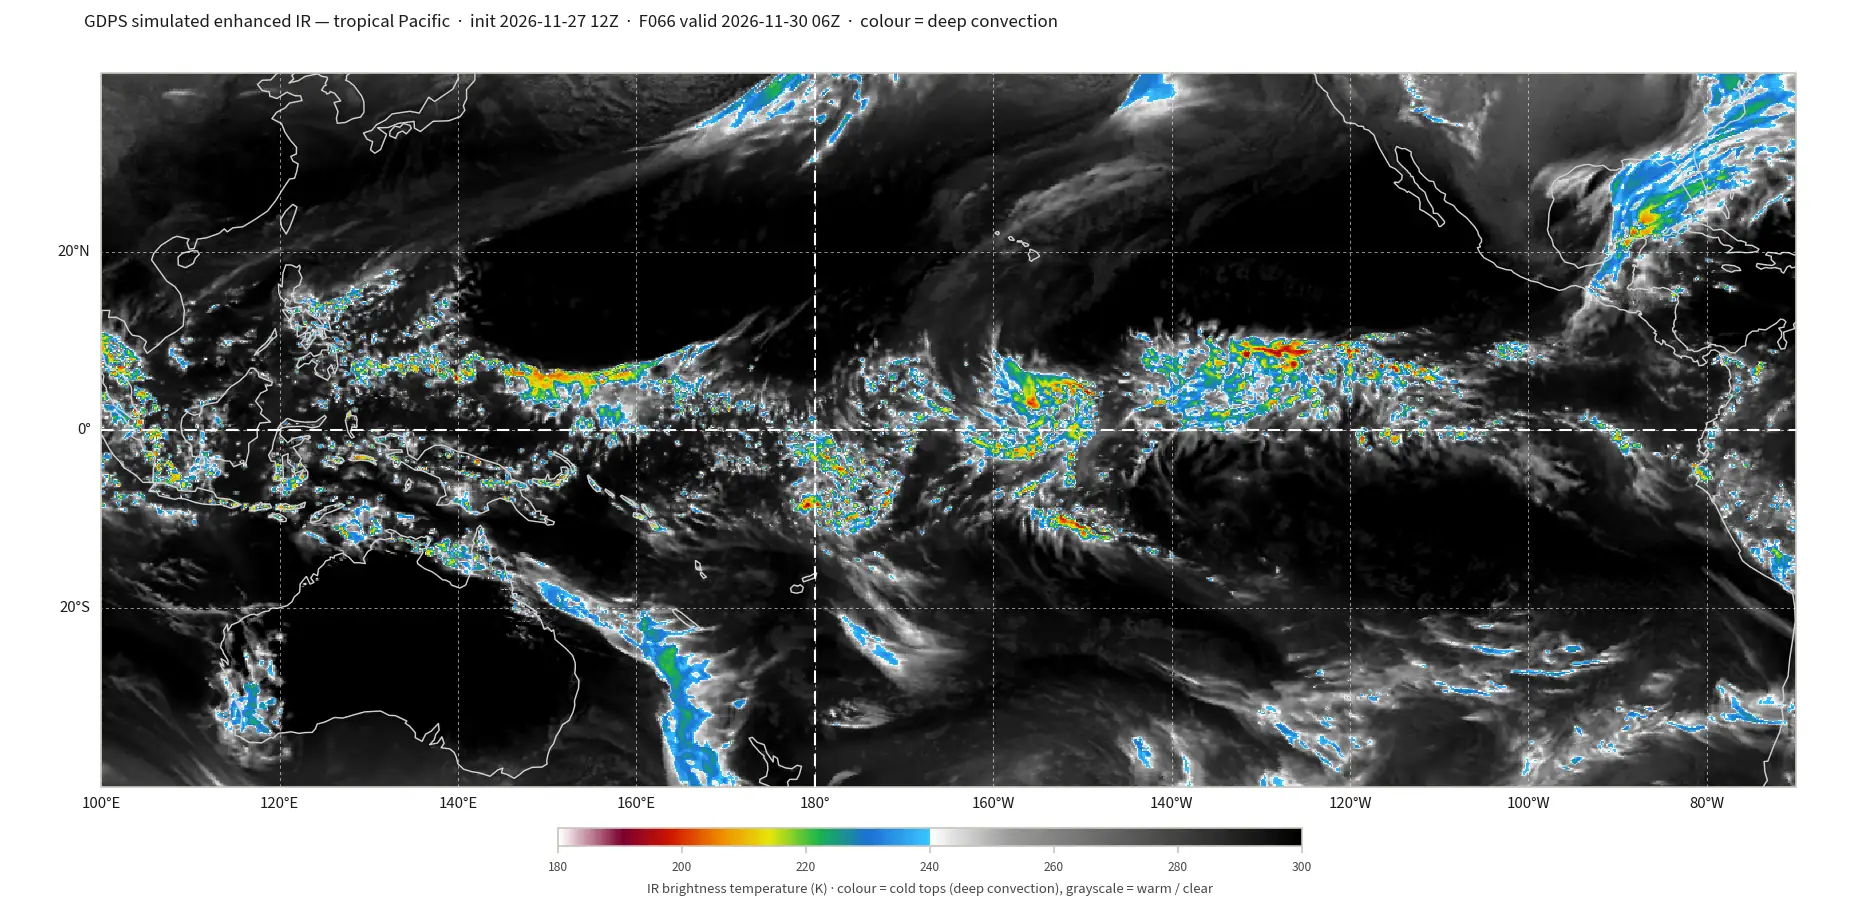 GDPS simulated enhanced IR — tropical Pacific · init 2026-11-27 12Z · F066 valid 2026-11-30 06Z · colour = deep convection
20°N
0°
20°S
100°E 120°E 140°E 160°E 180° 160°W 140°W 120°W 100°W 80°W
180 200 220 240 260 280 300
IR brightness temperature (K) · colour = cold tops (deep convection), grayscale = warm / clear